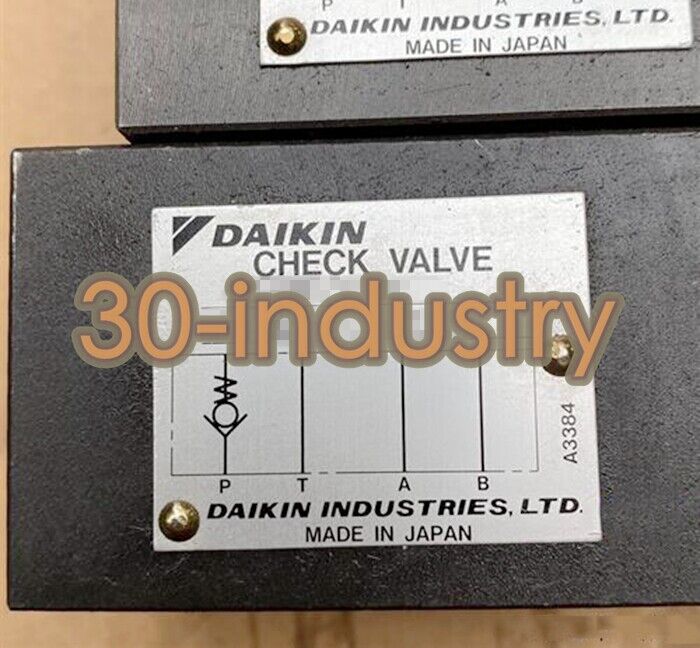 P T A B
DAIKIN INDUSTRIES, LTD.
MADE IN JAPAN
DAIKIN
CHECK VALVE
30-industry
A3384
P T A B
DAIKIN INDUSTRIES, LTD.
MADE IN JAPAN